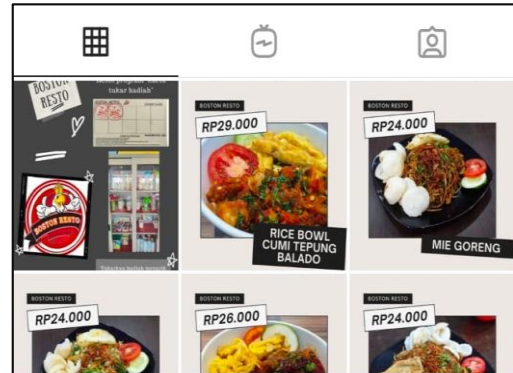 BOSTON
RESTO
tukar hadiah'
BOSTON RESTO
BOSTON RESTO
RP29.000
RICE BOWL
CUMI TEPUNG
BALADO
BOSTON RESTO
RP24.000
MIE GORENG
BOSTON RESTO
RP24.000
BOSTON RESTO
RP26.000
BOSTON RESTO
RP24.000